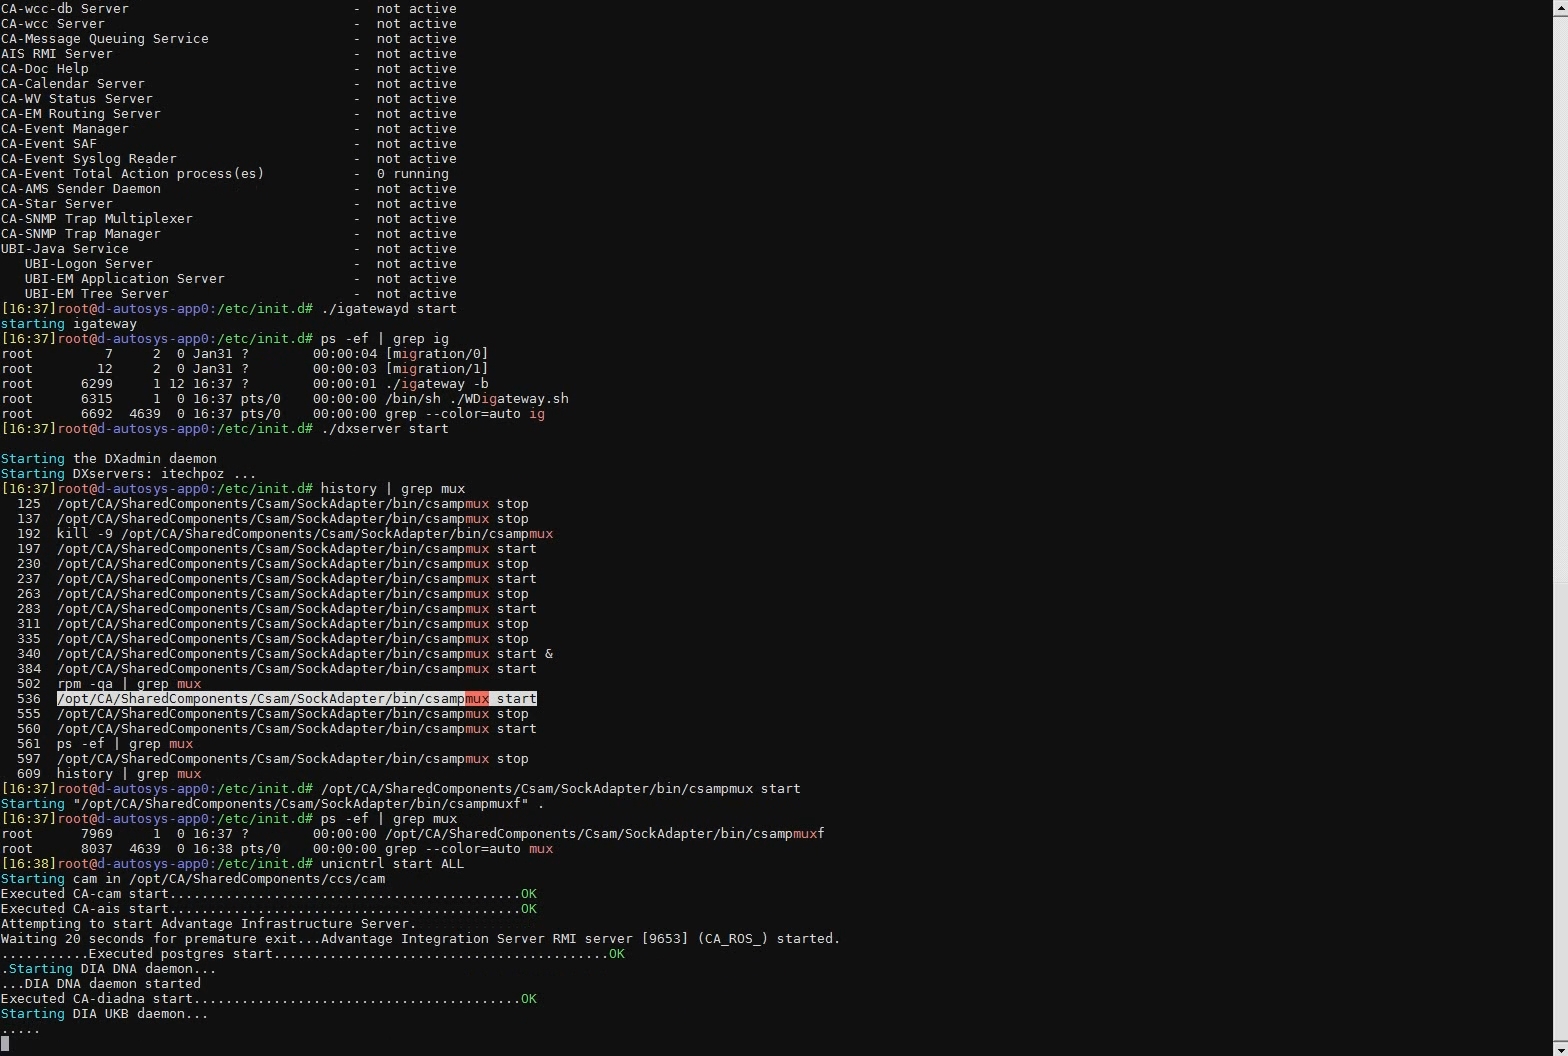 CA-wcc-db Server                            -  not active
CA-wcc Server                               -  not active
CA-Message Queuing Service                  -  not active
AIS RMI Server                              -  not active
CA-Doc Help                                 -  not active
CA-Calendar Server                          -  not active
CA-WV Status Server                         -  not active
CA-EM Routing Server                        -  not active
CA-Event Manager                            -  not active
CA-Event SAF                                -  not active
CA-Event Syslog Reader                      -  not active
CA-Event Total Action process(es)           -  0 running
CA-AMS Sender Daemon                        -  not active
CA-Star Server                              -  not active
CA-SNMP Trap Multiplexer                    -  not active
CA-SNMP Trap Manager                        -  not active
UBI-Java Service                            -  not active
   UBI-Logon Server                         -  not active
   UBI-EM Application Server                -  not active
   UBI-EM Tree Server                       -  not active
[16:37]root@d-autosys-app0:/etc/init.d# ./igatewayd start
starting igateway
[16:37]root@d-autosys-app0:/etc/init.d# ps -ef | grep ig
root         7     2  0 Jan31 ?        00:00:04 [migration/0]
root        12     2  0 Jan31 ?        00:00:03 [migration/1]
root      6299     1 12 16:37 ?        00:00:01 ./igateway -b
root      6315     1  0 16:37 pts/0    00:00:00 /bin/sh ./WDigateway.sh
root      6692  4639  0 16:37 pts/0    00:00:00 grep --color=auto ig
[16:37]root@d-autosys-app0:/etc/init.d# ./dxserver start
Starting the DXadmin daemon
Starting DXservers: itechpoz ...
[16:37]root@d-autosys-app0:/etc/init.d# history | grep mux
  125  /opt/CA/SharedComponents/Csam/SockAdapter/bin/csampmux stop
  137  /opt/CA/SharedComponents/Csam/SockAdapter/bin/csampmux stop
  192  kill -9 /opt/CA/SharedComponents/Csam/SockAdapter/bin/csampmux
  197  /opt/CA/SharedComponents/Csam/SockAdapter/bin/csampmux start
  230  /opt/CA/SharedComponents/Csam/SockAdapter/bin/csampmux stop
  237  /opt/CA/SharedComponents/Csam/SockAdapter/bin/csampmux start
  263  /opt/CA/SharedComponents/Csam/SockAdapter/bin/csampmux stop
  283  /opt/CA/SharedComponents/Csam/SockAdapter/bin/csampmux start
  311  /opt/CA/SharedComponents/Csam/SockAdapter/bin/csampmux stop
  335  /opt/CA/SharedComponents/Csam/SockAdapter/bin/csampmux stop
  340  /opt/CA/SharedComponents/Csam/SockAdapter/bin/csampmux start &
  384  /opt/CA/SharedComponents/Csam/SockAdapter/bin/csampmux start
  502  rpm -qa | grep mux
  536  /opt/CA/SharedComponents/Csam/SockAdapter/bin/csampmux start
  555  /opt/CA/SharedComponents/Csam/SockAdapter/bin/csampmux stop
  560  /opt/CA/SharedComponents/Csam/SockAdapter/bin/csampmux start
  561  ps -ef | grep mux
  597  /opt/CA/SharedComponents/Csam/SockAdapter/bin/csampmux stop
  609  history | grep mux
[16:37]root@d-autosys-app0:/etc/init.d# /opt/CA/SharedComponents/Csam/SockAdapter/bin/csampmux start
Starting "/opt/CA/SharedComponents/Csam/SockAdapter/bin/csampmuxf" .
[16:37]root@d-autosys-app0:/etc/init.d# ps -ef | grep mux
root      7969     1  0 16:37 ?        00:00:00 /opt/CA/SharedComponents/Csam/SockAdapter/bin/csampmuxf
root      8037  4639  0 16:38 pts/0    00:00:00 grep --color=auto mux
[16:38]root@d-autosys-app0:/etc/init.d# unicntrl start ALL
Starting cam in /opt/CA/SharedComponents/ccs/cam
Executed CA-cam start............................................OK
Executed CA-ais start............................................OK
Attempting to start Advantage Infrastructure Server.
Waiting 20 seconds for premature exit...Advantage Integration Server RMI server [9653] (CA_ROS_) started.
...........Executed postgres start..........................................OK
.Starting DIA DNA daemon...
...DIA DNA daemon started
Executed CA-diadna start.........................................OK
Starting DIA UKB daemon...
.....